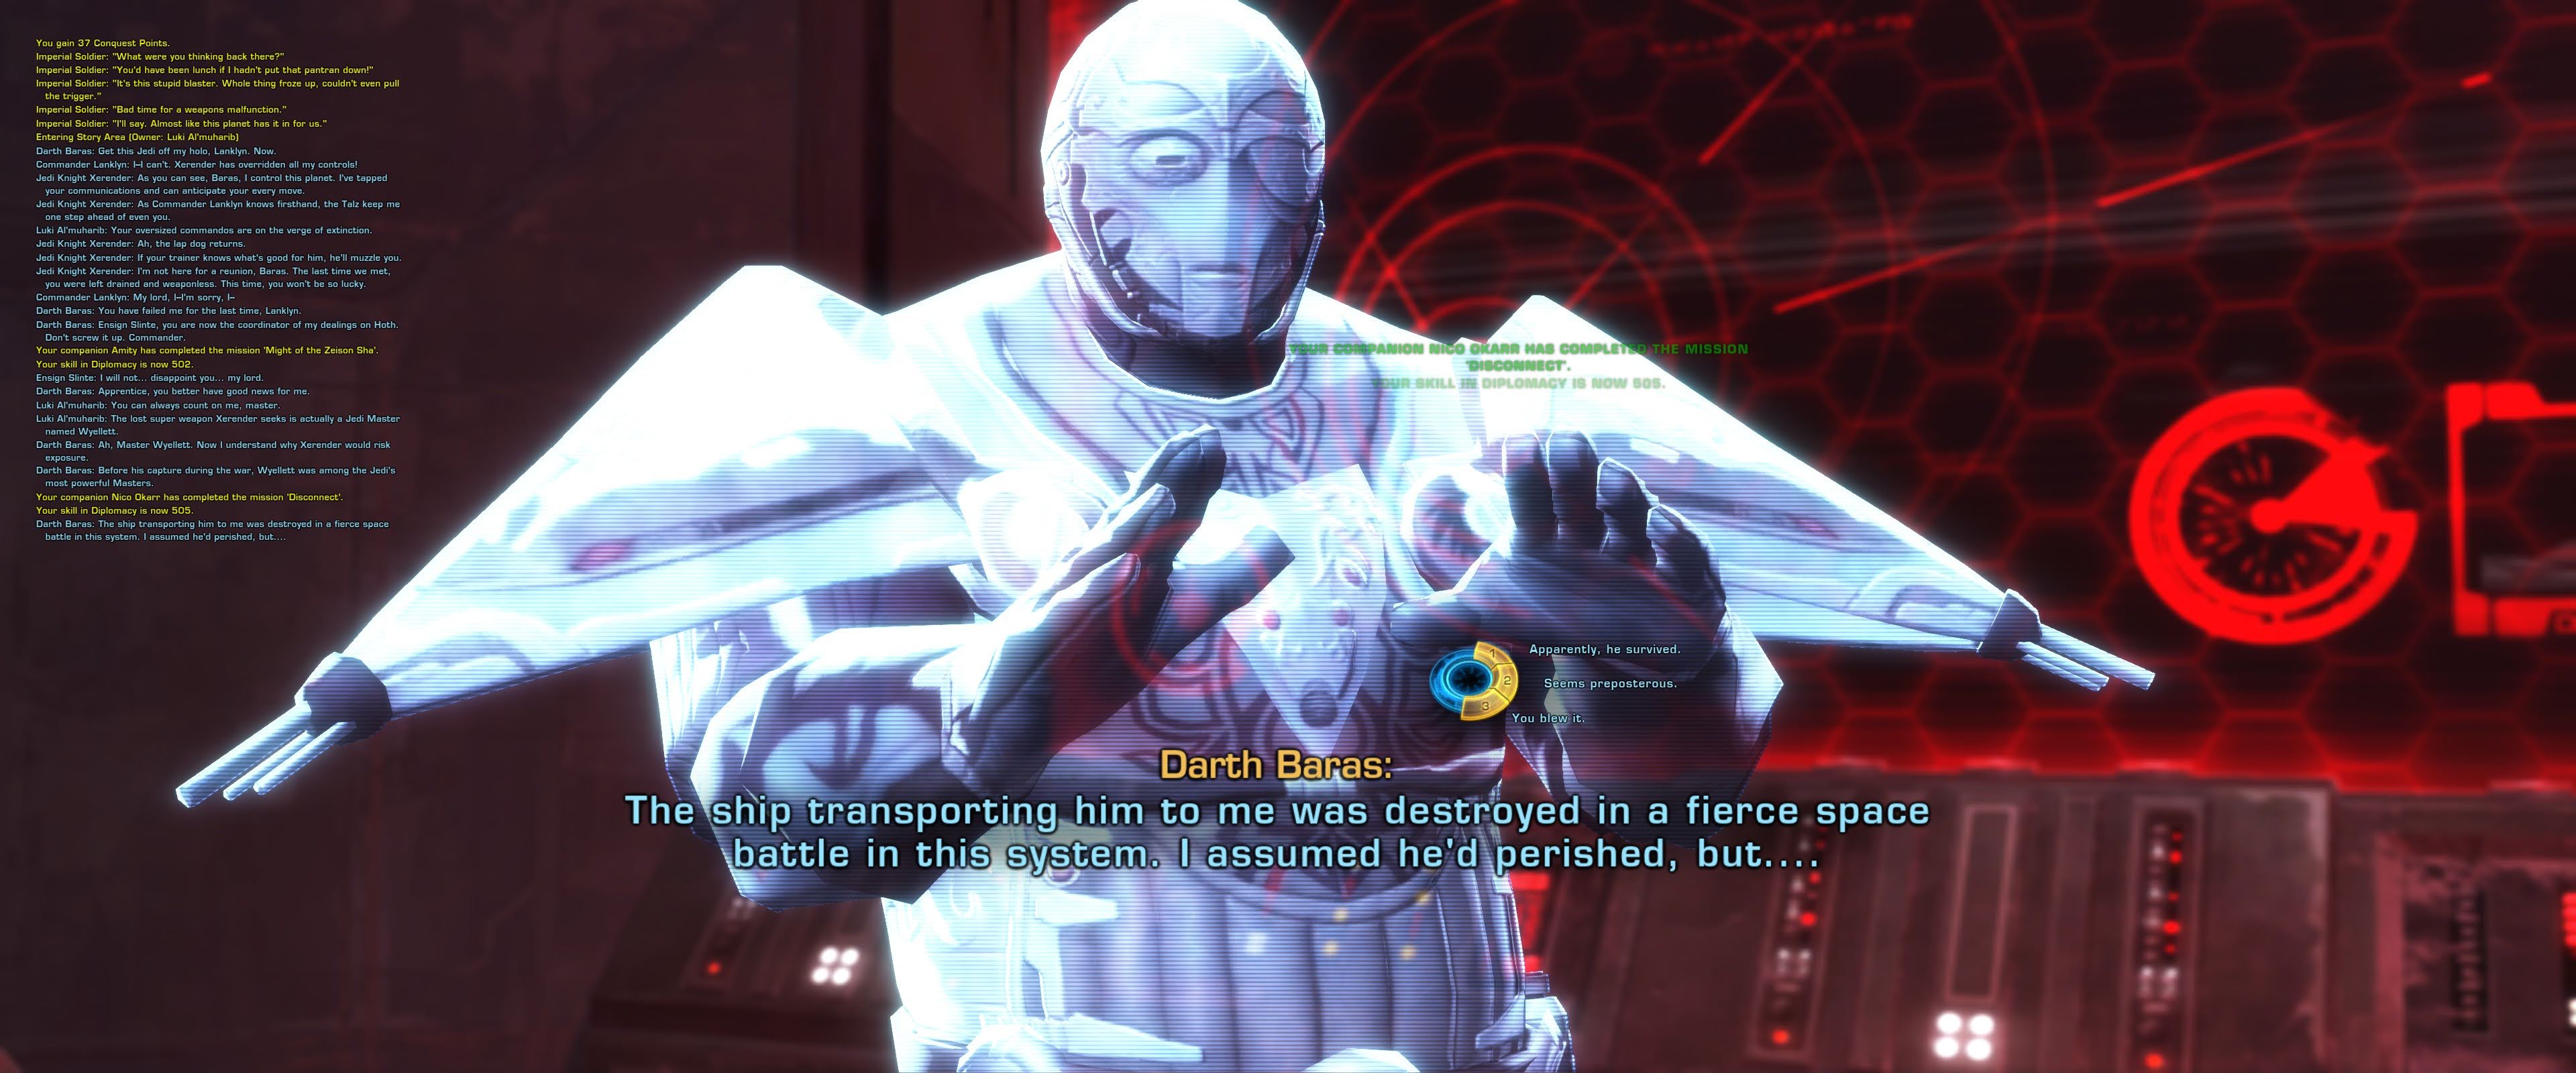 You gain 37 Conquest Points.
Imperial Soldier: "What were you thinking back there?"
Imperial Soldier: "You'd have been lunch if I hadn't put that pantran down!"
Imperial Soldier: "It's this stupid blaster. Whole thing froze up, couldn't even pull
the trigger."
Imperial Soldier: "Bad time for a weapons malfunction."
Imperial Soldier: "I'll say. Almost like this planet has it in for us."
Entering Story Area (Owner: Luki Al'muharib)
Darth Baras: Get this Jedi off my holo, Lanklyn. Now.
Commander Lanklyn: I—I can't. Xerender has overridden all my controls!
Jedi Knight Xerender: As you can see, Baras, I control this planet. I've tapped
your communications and can anticipate your every move.
Jedi Knight Xerender: As Commander Lanklyn knows firsthand, the Talz keep me
one step ahead of even you.
Luki Al'muharib: Your oversized commandos are on the verge of extinction.
Jedi Knight Xerender: Ah, the lap dog returns.
Jedi Knight Xerender: If your trainer knows what's good for him, he'll muzzle you.
Jedi Knight Xerender: I'm not here for a reunion, Baras. The last time we met,
you were left drained and weaponless. This time, you won't be so lucky.
Commander Lanklyn: My lord, I—I'm sorry, I—
Darth Baras: You have failed me for the last time, Lanklyn.
Darth Baras: Ensign Slinte, you are now the coordinator of my dealings on Hoth.
Don't screw it up. Commander.
Your companion Amity has completed the mission 'Might of the Zeison Sha'.
Your skill in Diplomacy is now 502.
Ensign Slinte: I will not... disappoint you... my lord.
Darth Baras: Apprentice, you better have good news for me.
Luki Al'muharib: You can always count on me, master.
Luki Al'muharib: The lost super weapon Xerender seeks is actually a Jedi Master
named Wyellett.
Darth Baras: Ah, Master Wyellett. Now I understand why Xerender would risk
exposure.
Darth Baras: Before his capture during the war, Wyellett was among the Jedi's
most powerful Masters.
Your companion Nico Okarr has completed the mission 'Disconnect'.
Your skill in Diplomacy is now 505.
Darth Baras: The ship transporting him to me was destroyed in a fierce space
battle in this system. I assumed he'd perished, but....
YOUR COMPANION NICO OKARR HAS COMPLETED THE MISSION
'DISCONNECT'.
YOUR SKILL IN DIPLOMACY IS NOW 505.
1 Apparently, he survived.
2 Seems preposterous.
3 You blew it.
Darth Baras:
The ship transporting him to me was destroyed in a fierce space
battle in this system. I assumed he'd perished, but....